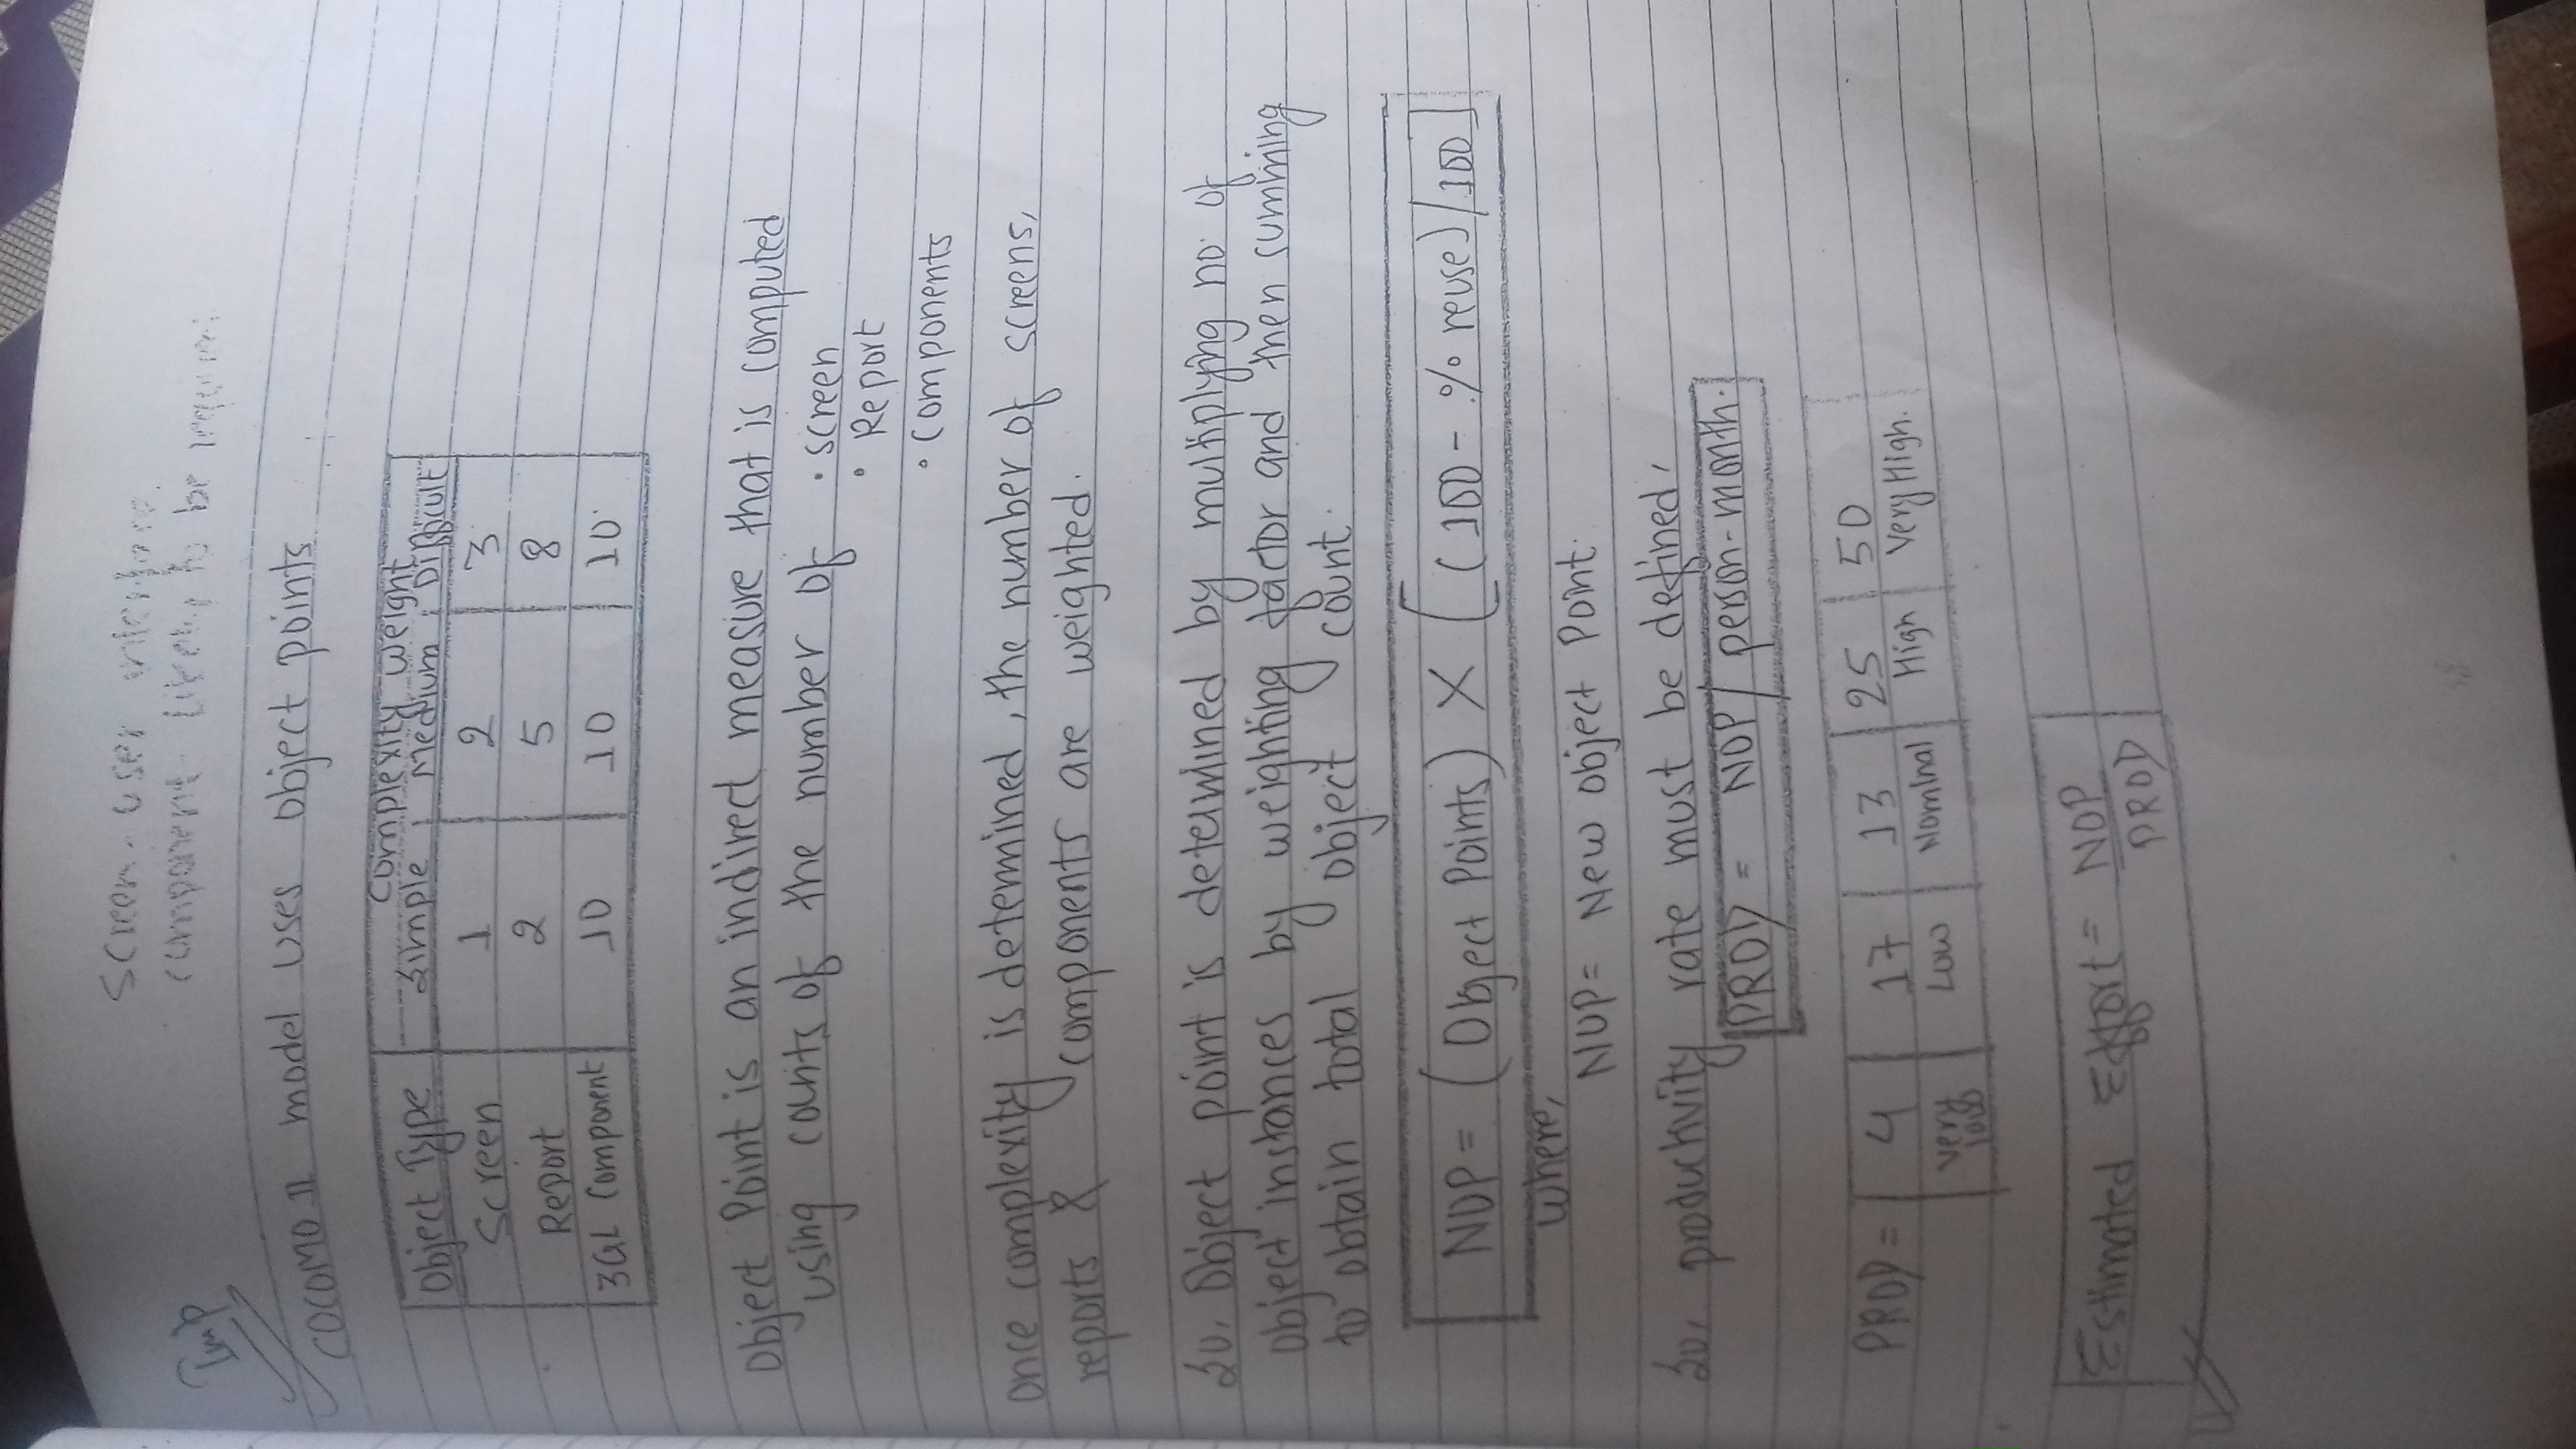 Screen - user interface.
component - Likely to be required
Imp
COCOMO II model uses object points
Complexity weight
Object Type Simple Medium Difficult
Screen 1 2 3
Report 2 5 8
3GL Component 10 10 10
Object Point is an indirect measure that is computed
using counts of the number of • screen
• Report
• Components
once complexity is determined, the number of screens,
reports & components are weighted.
So, Object point is determined by multiplying no. of
object instances by weighting factor and then summing
to obtain total object count.
NOP = (Object Points) X [(100 - % reuse)/100]
where,
NOP = New object Point.
So, productivity rate must be defined,
PROD = NOP/person-month.
PROD = 4 17 13 25 50
very low Low Nominal High Very High.
Estimated Effort = NOP
PROD